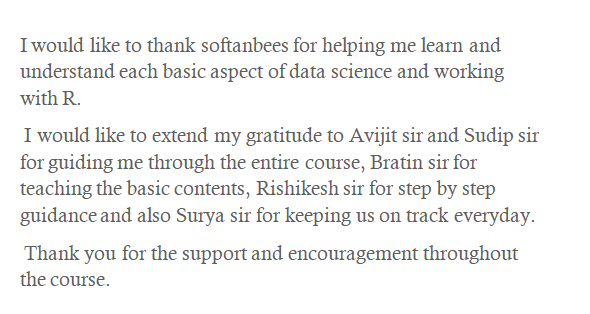 I would like to thank softanbees for helping me learn and
understand each basic aspect of data science and working
with R.
I would like to extend my gratitude to Avijit sir and Sudip sir
for guiding me through the entire course, Bratin sir for
teaching the basic contents, Rishikesh sir for step by step
guidance and also Surya sir for keeping us on track everyday.
Thank you for the support and encouragement throughout
the course.